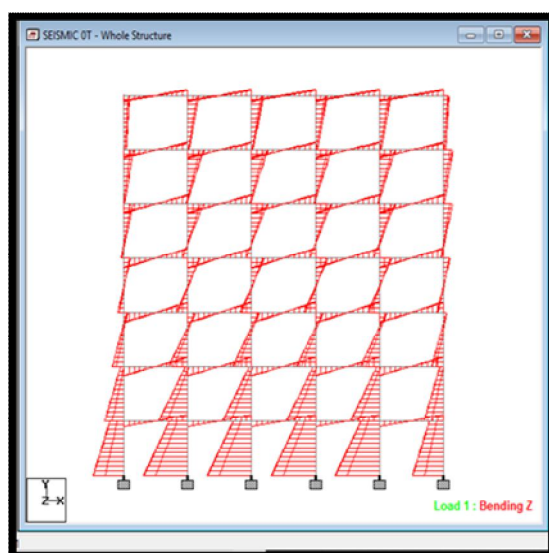 SEISMIC 0T - Whole Structure
Y
Z X
Load 1 : Bending Z